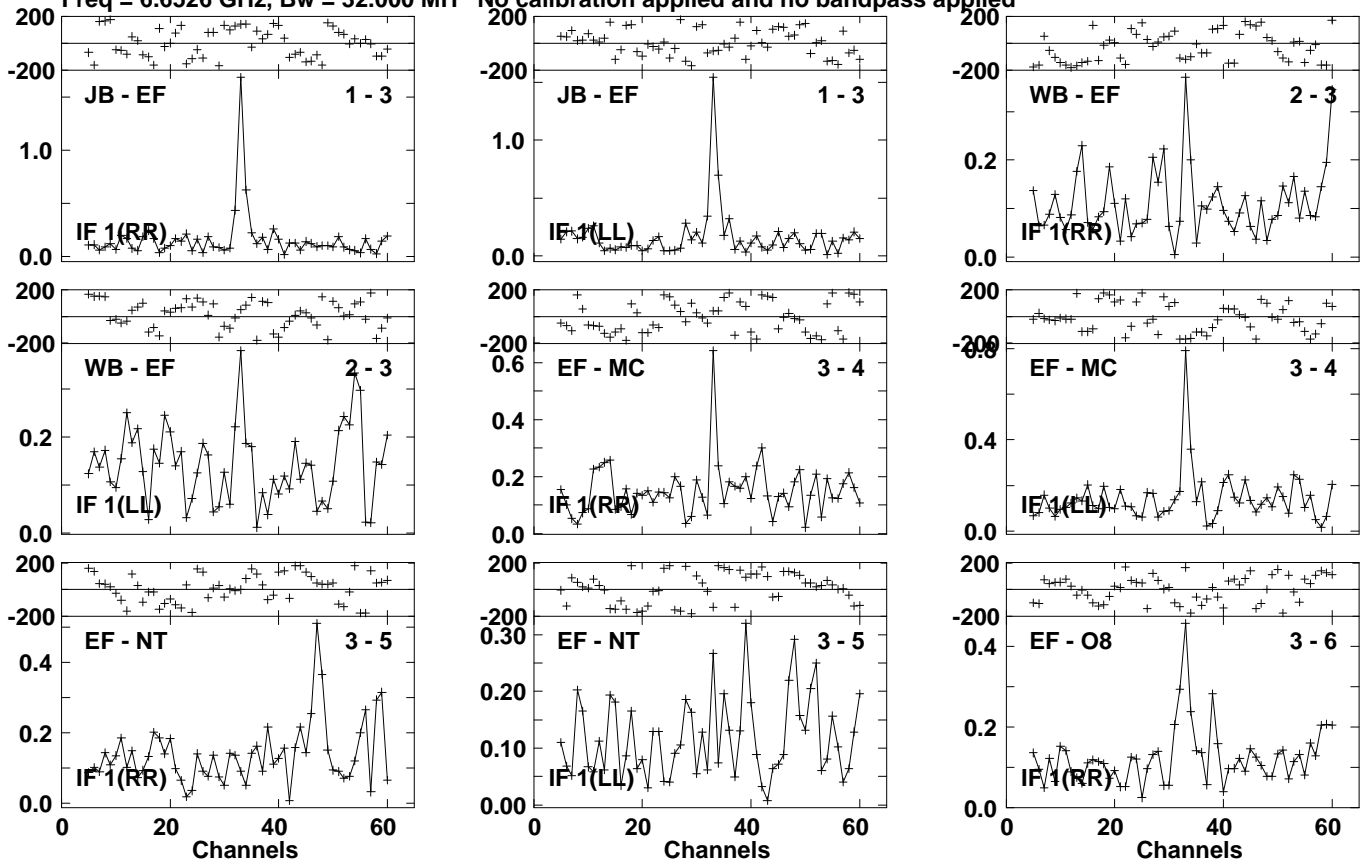 Freq = 6.6526 GHz, Bw = 32.000 MH No calibration applied and no bandpass applied
200
-200
JB - EF 1 - 3
1.0
IF 1(RR)
0.0
JB - EF 1 - 3
1.0
IF 1(LL)
0.0
WB - EF 2 - 3
0.2
IF 1(RR)
0.0
200
-200
200
-200
200
-200
WB - EF 2 - 3
0.2
IF 1(LL)
0.0
200
-200
0.6
EF - MC 3 - 4
0.4
0.2
IF 1(RR)
0.0
200
-200
0.8
EF - MC 3 - 4
0.4
IF 1(LL)
0.0
200
-200
EF - NT 3 - 5
0.4
0.2
IF 1(RR)
0.0
200
-200
0.30
EF - NT 3 - 5
0.20
0.10
IF 1(LL)
0.00
200
-200
EF - O8 3 - 6
0.4
0.2
IF 1(RR)
0.0
0 20 40 60
Channels
0 20 40 60
Channels
0 20 40 60
Channels